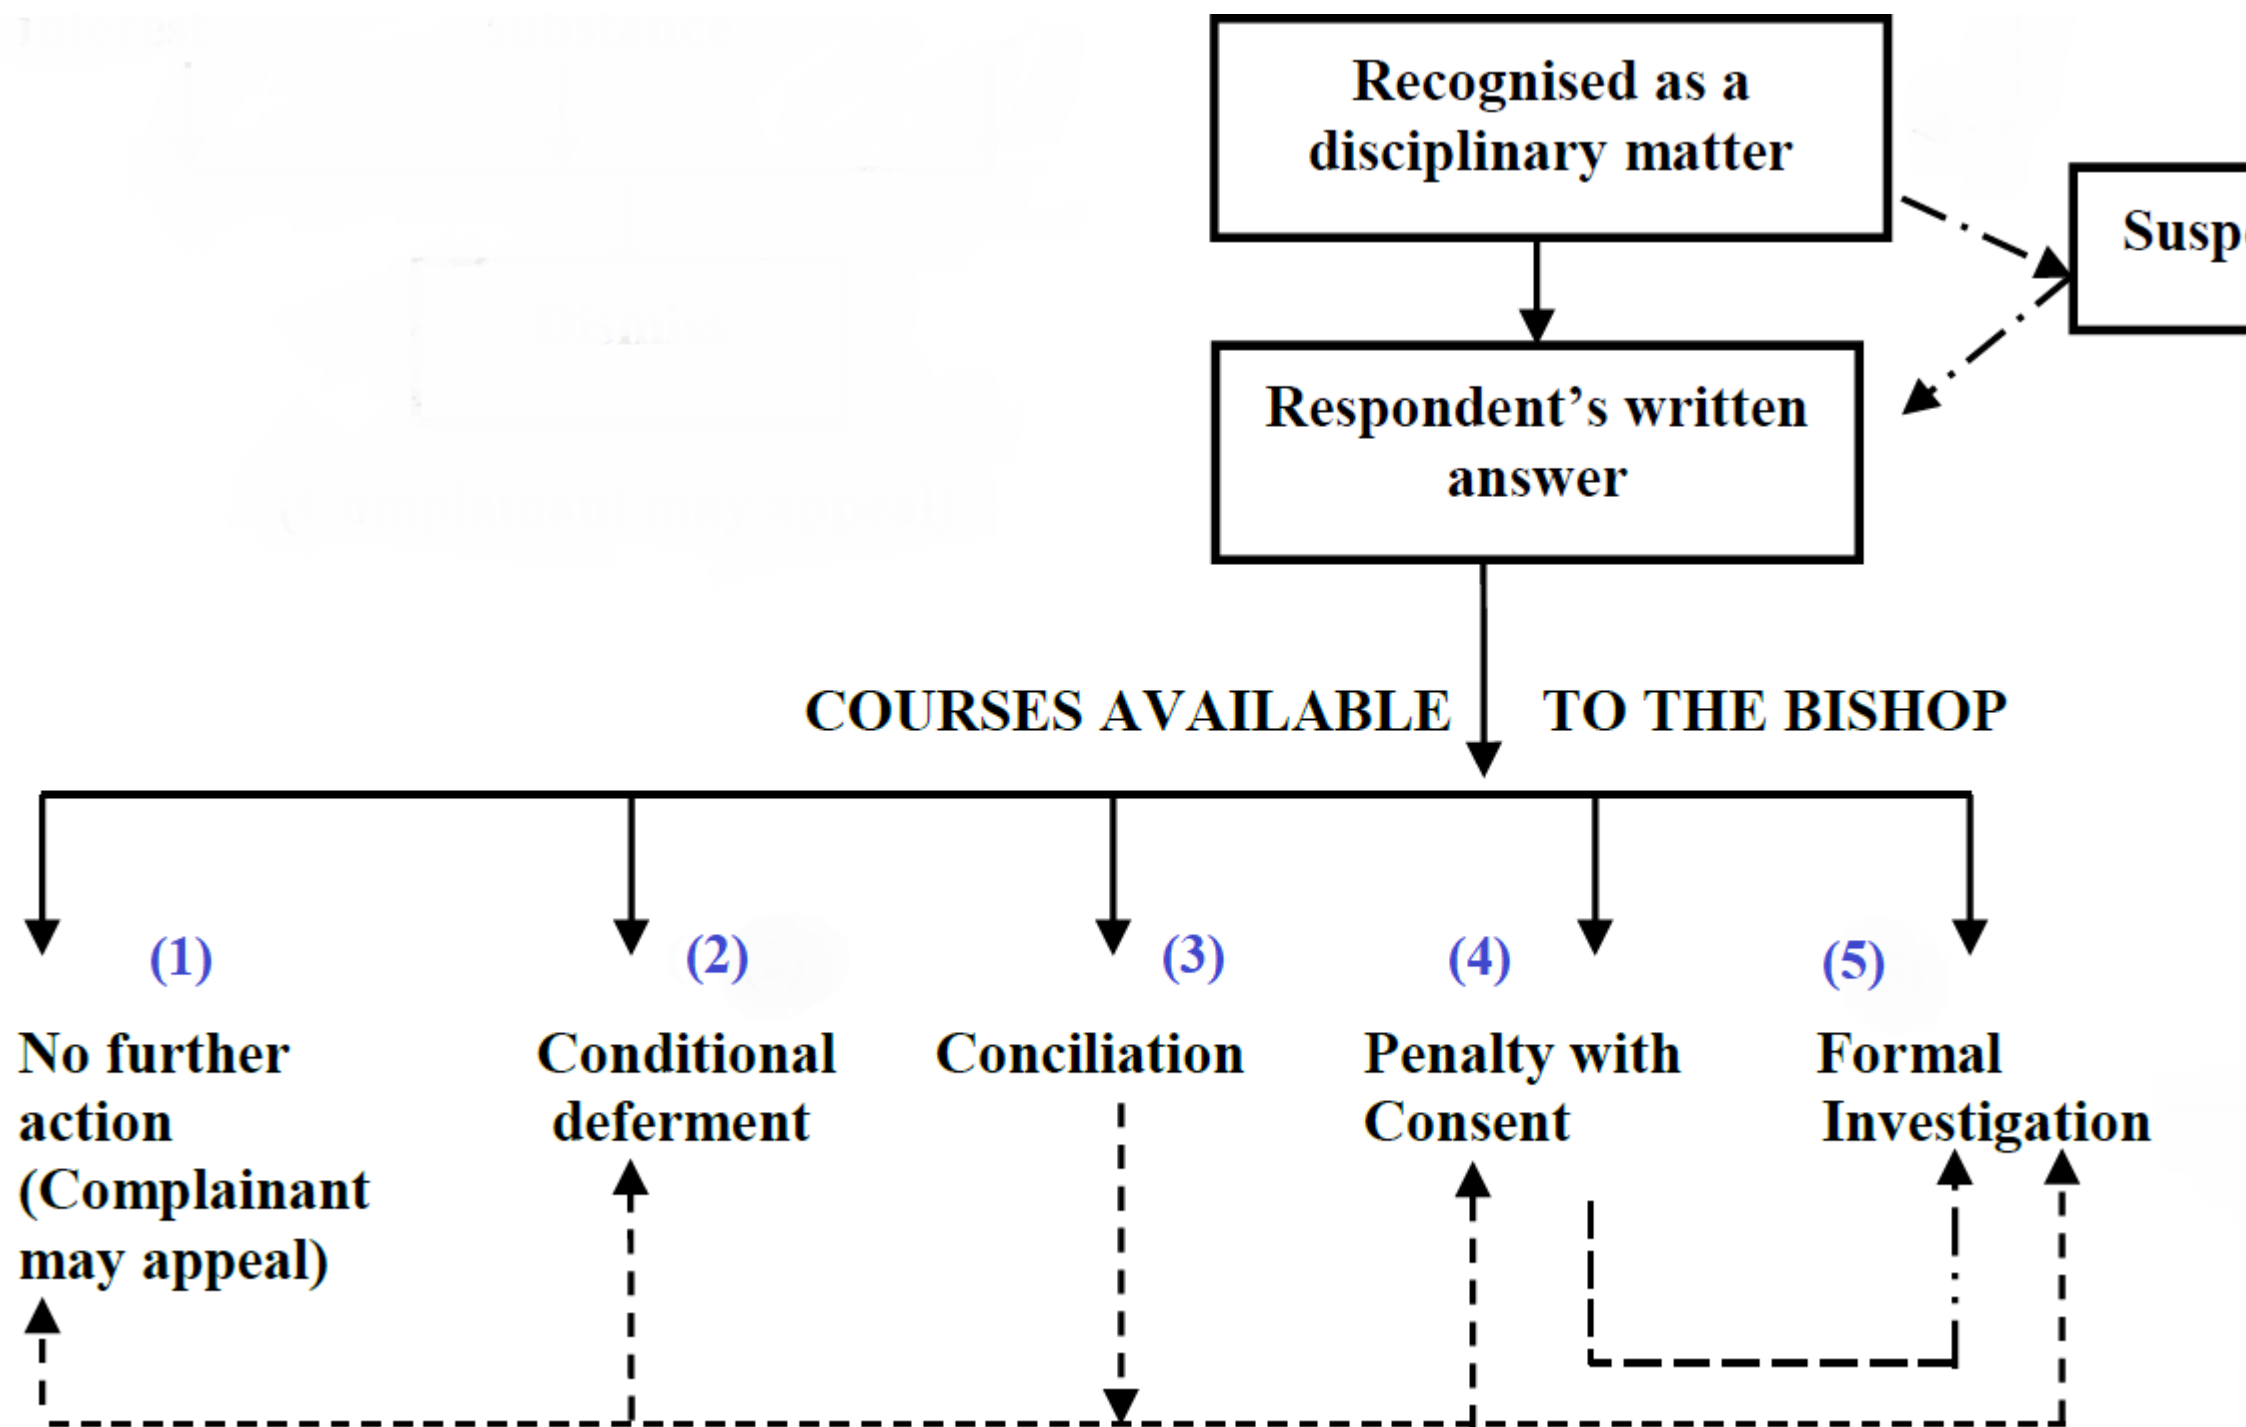 Recognised as a
disciplinary matter
Respondent’s written
answer
COURSES AVAILABLE TO THE BISHOP
(1) (2) (3) (4) (5)
No further Conditional Conciliation Penalty with Formal
action deferment Consent Investigation
(Complainant
may appeal)